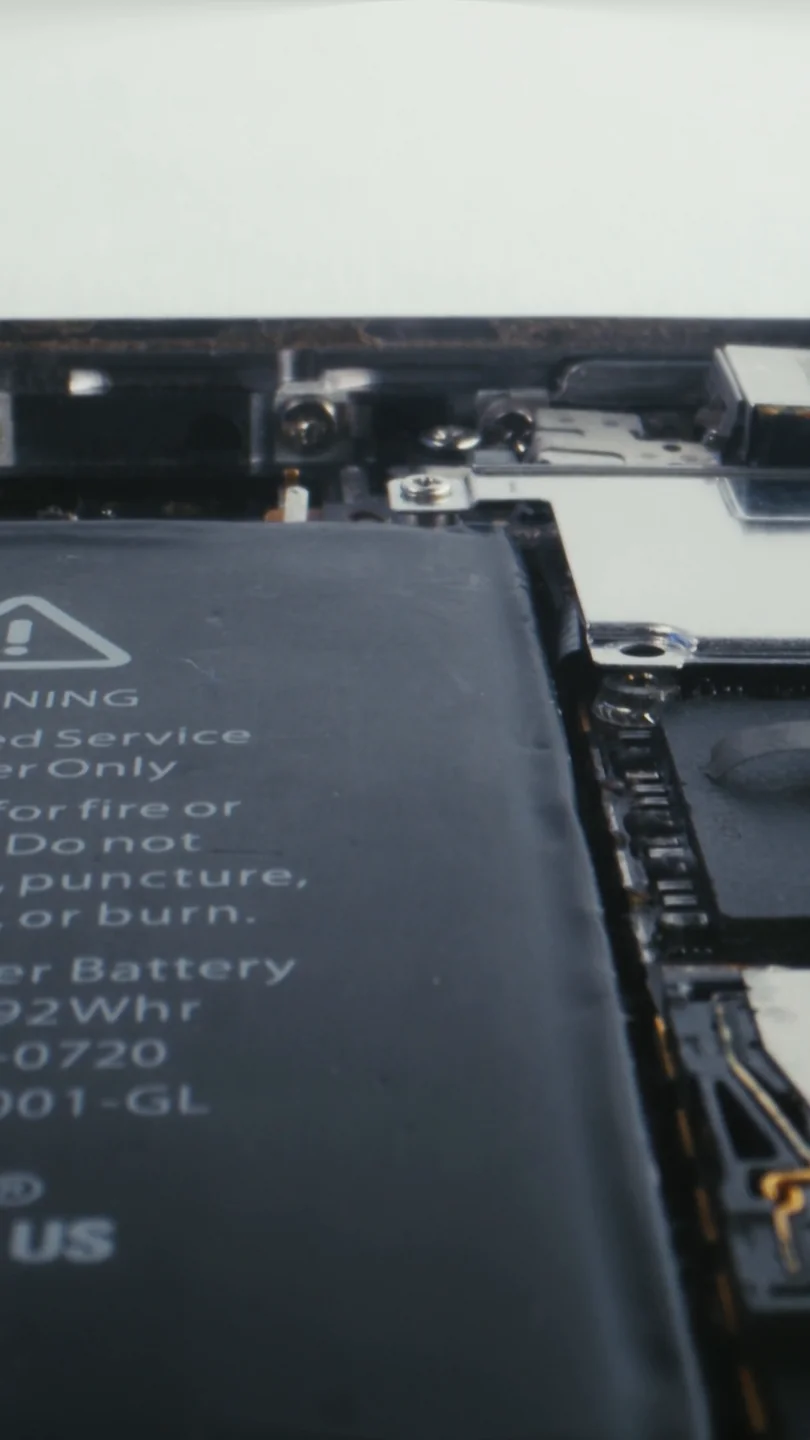 !
NING
ed Service
er Only
for fire or
Do not
, puncture,
, or burn.
er Battery
92Whr
-0720
001-GL
®
US